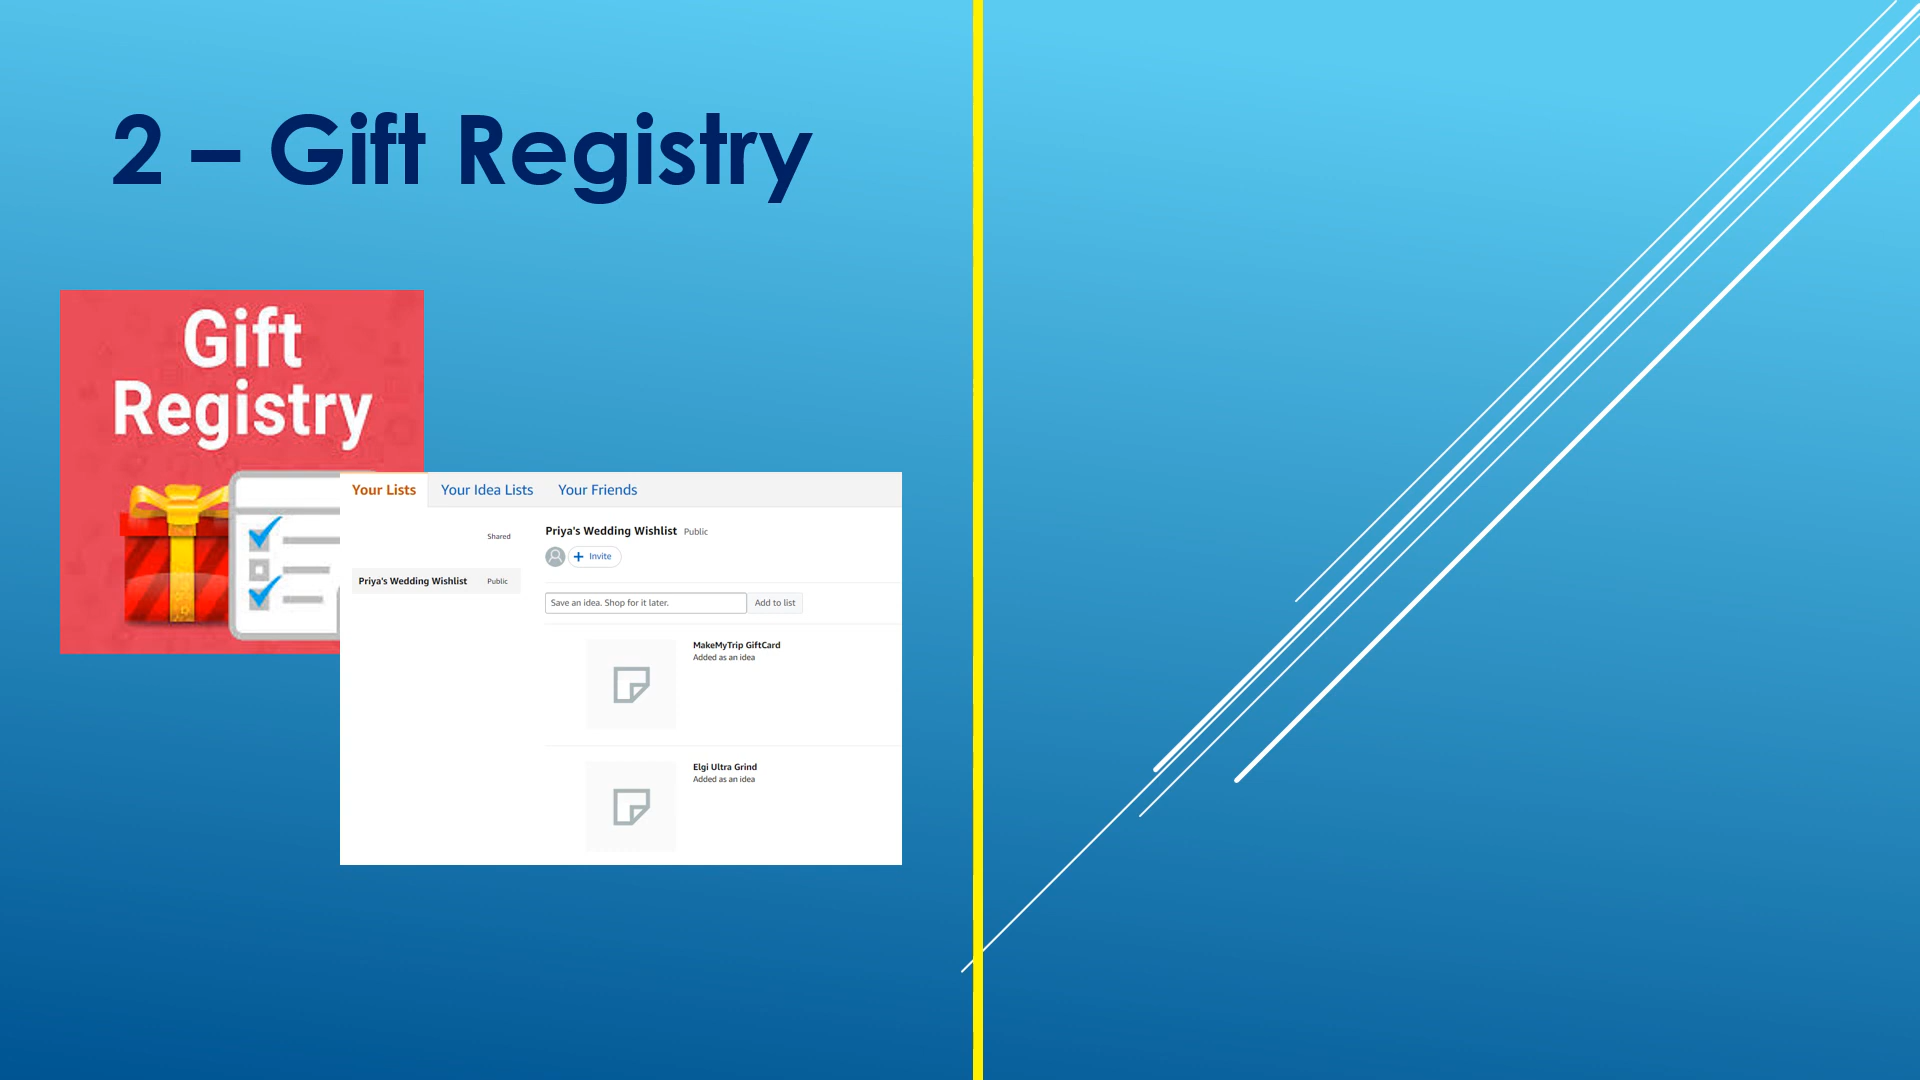 2 – Gift Registry
Gift
Registry
Your Lists Your Idea Lists Your Friends
Shared
Priya's Wedding Wishlist Public
Priya's Wedding Wishlist Public
+ Invite
Save an idea. Shop for it later. Add to list
MakeMyTrip GiftCard
Added as an idea
Elgi Ultra Grind
Added as an idea